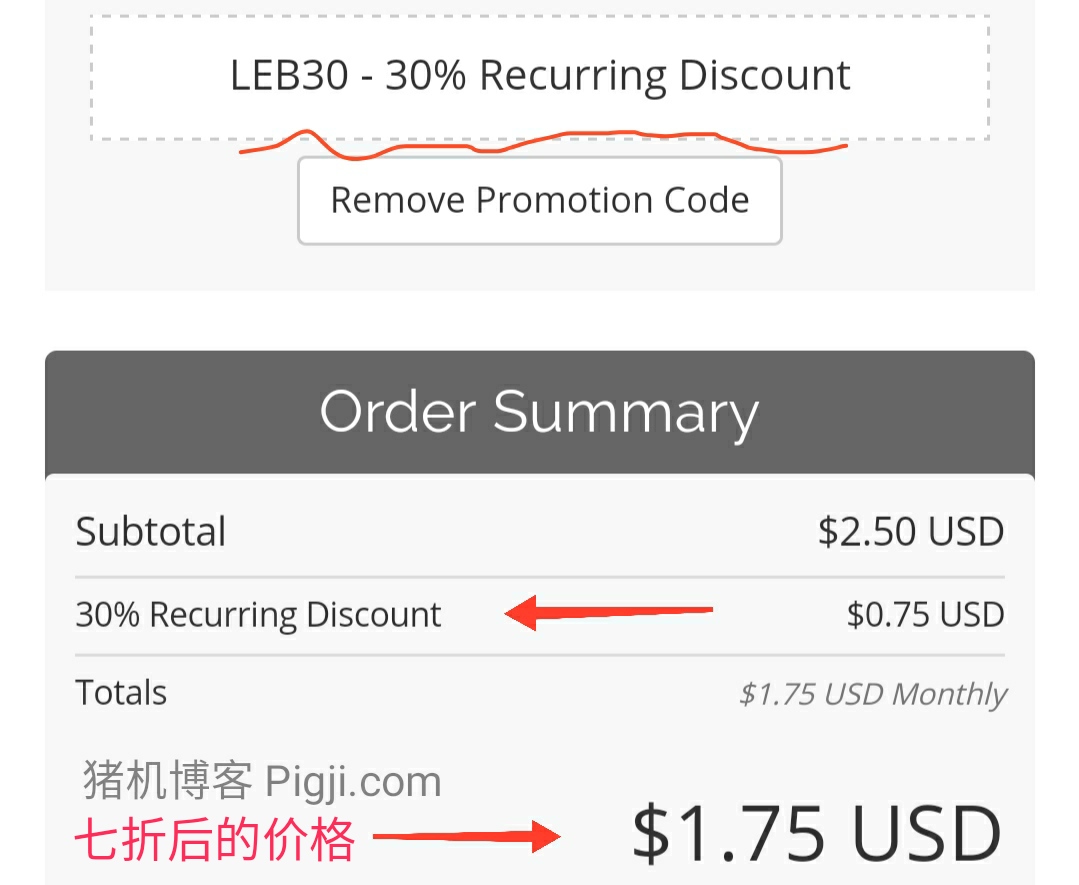 LEB30 - 30% Recurring Discount
Remove Promotion Code
Order Summary
Subtotal $2.50 USD
30% Recurring Discount $0.75 USD
Totals $1.75 USD Monthly
猪机博客 Pigji.com
七折后的价格 $1.75 USD